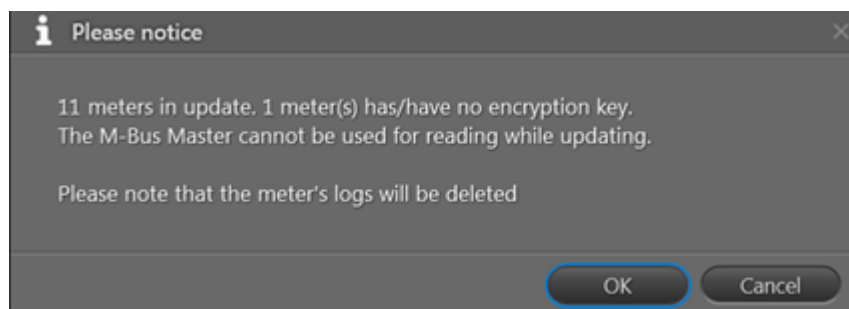 Please notice
11 meters in update. 1 meter(s) has/have no encryption key.
The M-Bus Master cannot be used for reading while updating.
Please note that the meter's logs will be deleted
OK
Cancel